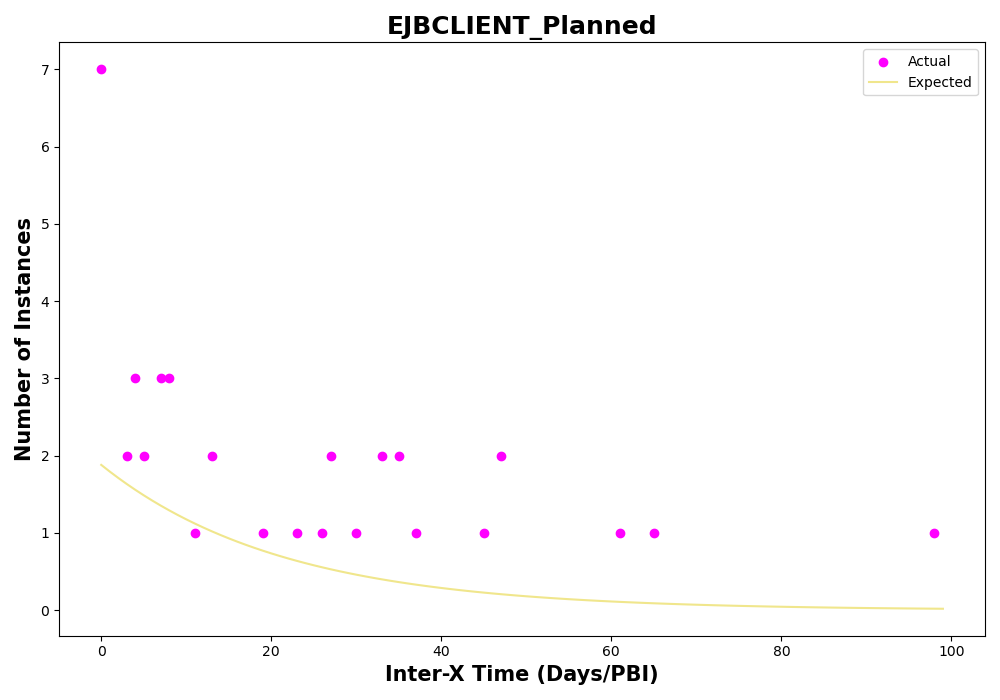 EJBCLIENT_Planned
Actual
Expected
7
6
5
4
3
2
1
0
Number of Instances
0 20 40 60 80 100
Inter-X Time (Days/PBI)